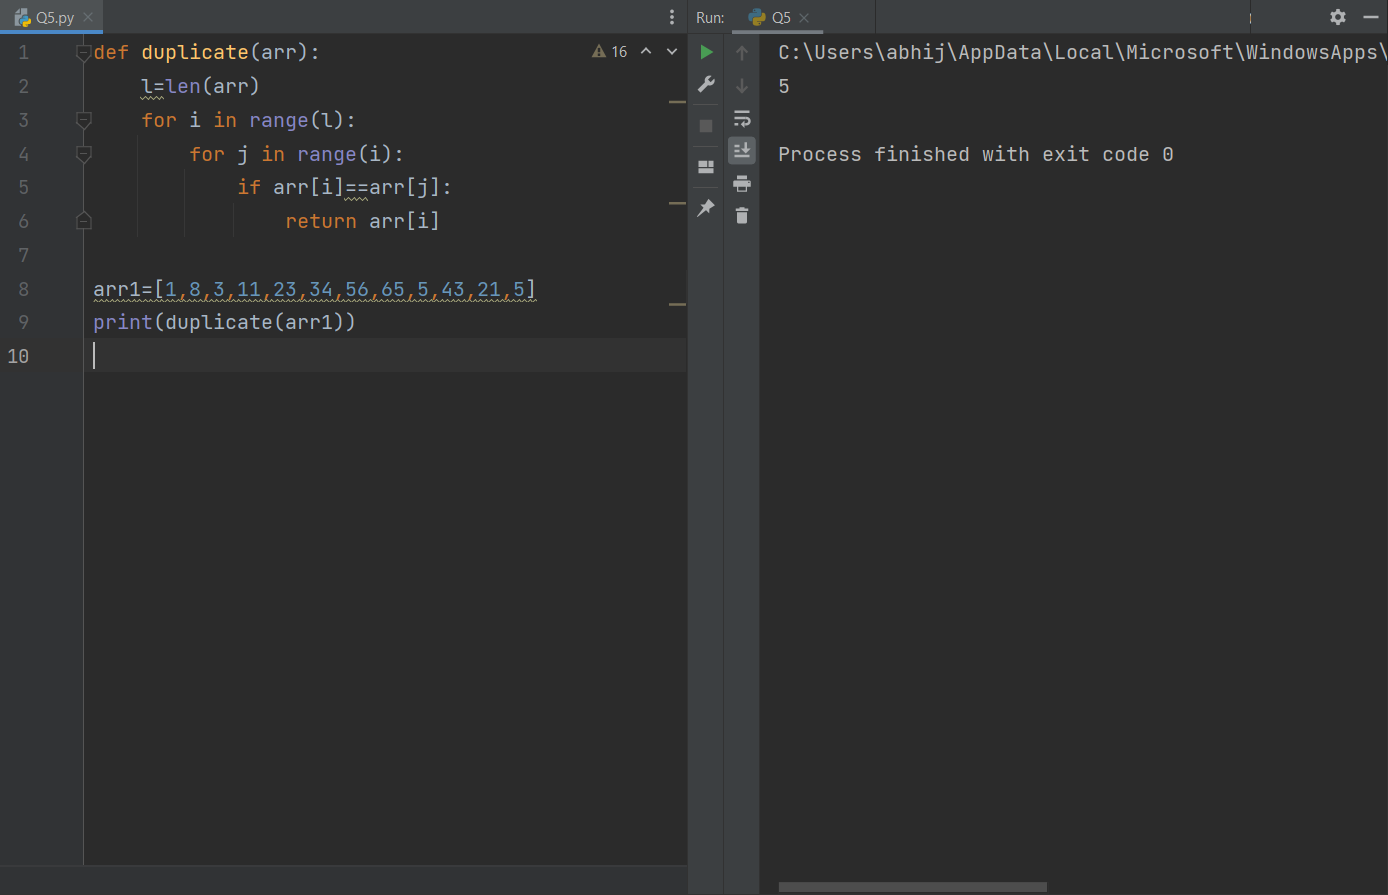 Q5.py
Run:
Q5
16
1 def duplicate(arr):
2 l=len(arr)
3 for i in range(l):
4 for j in range(i):
5 if arr[i]==arr[j]:
6 return arr[i]
7
8 arr1=[1,8,3,11,23,34,56,65,5,43,21,5]
9 print(duplicate(arr1))
10
C:\Users\abhij\AppData\Local\Microsoft\WindowsApps\
5
Process finished with exit code 0